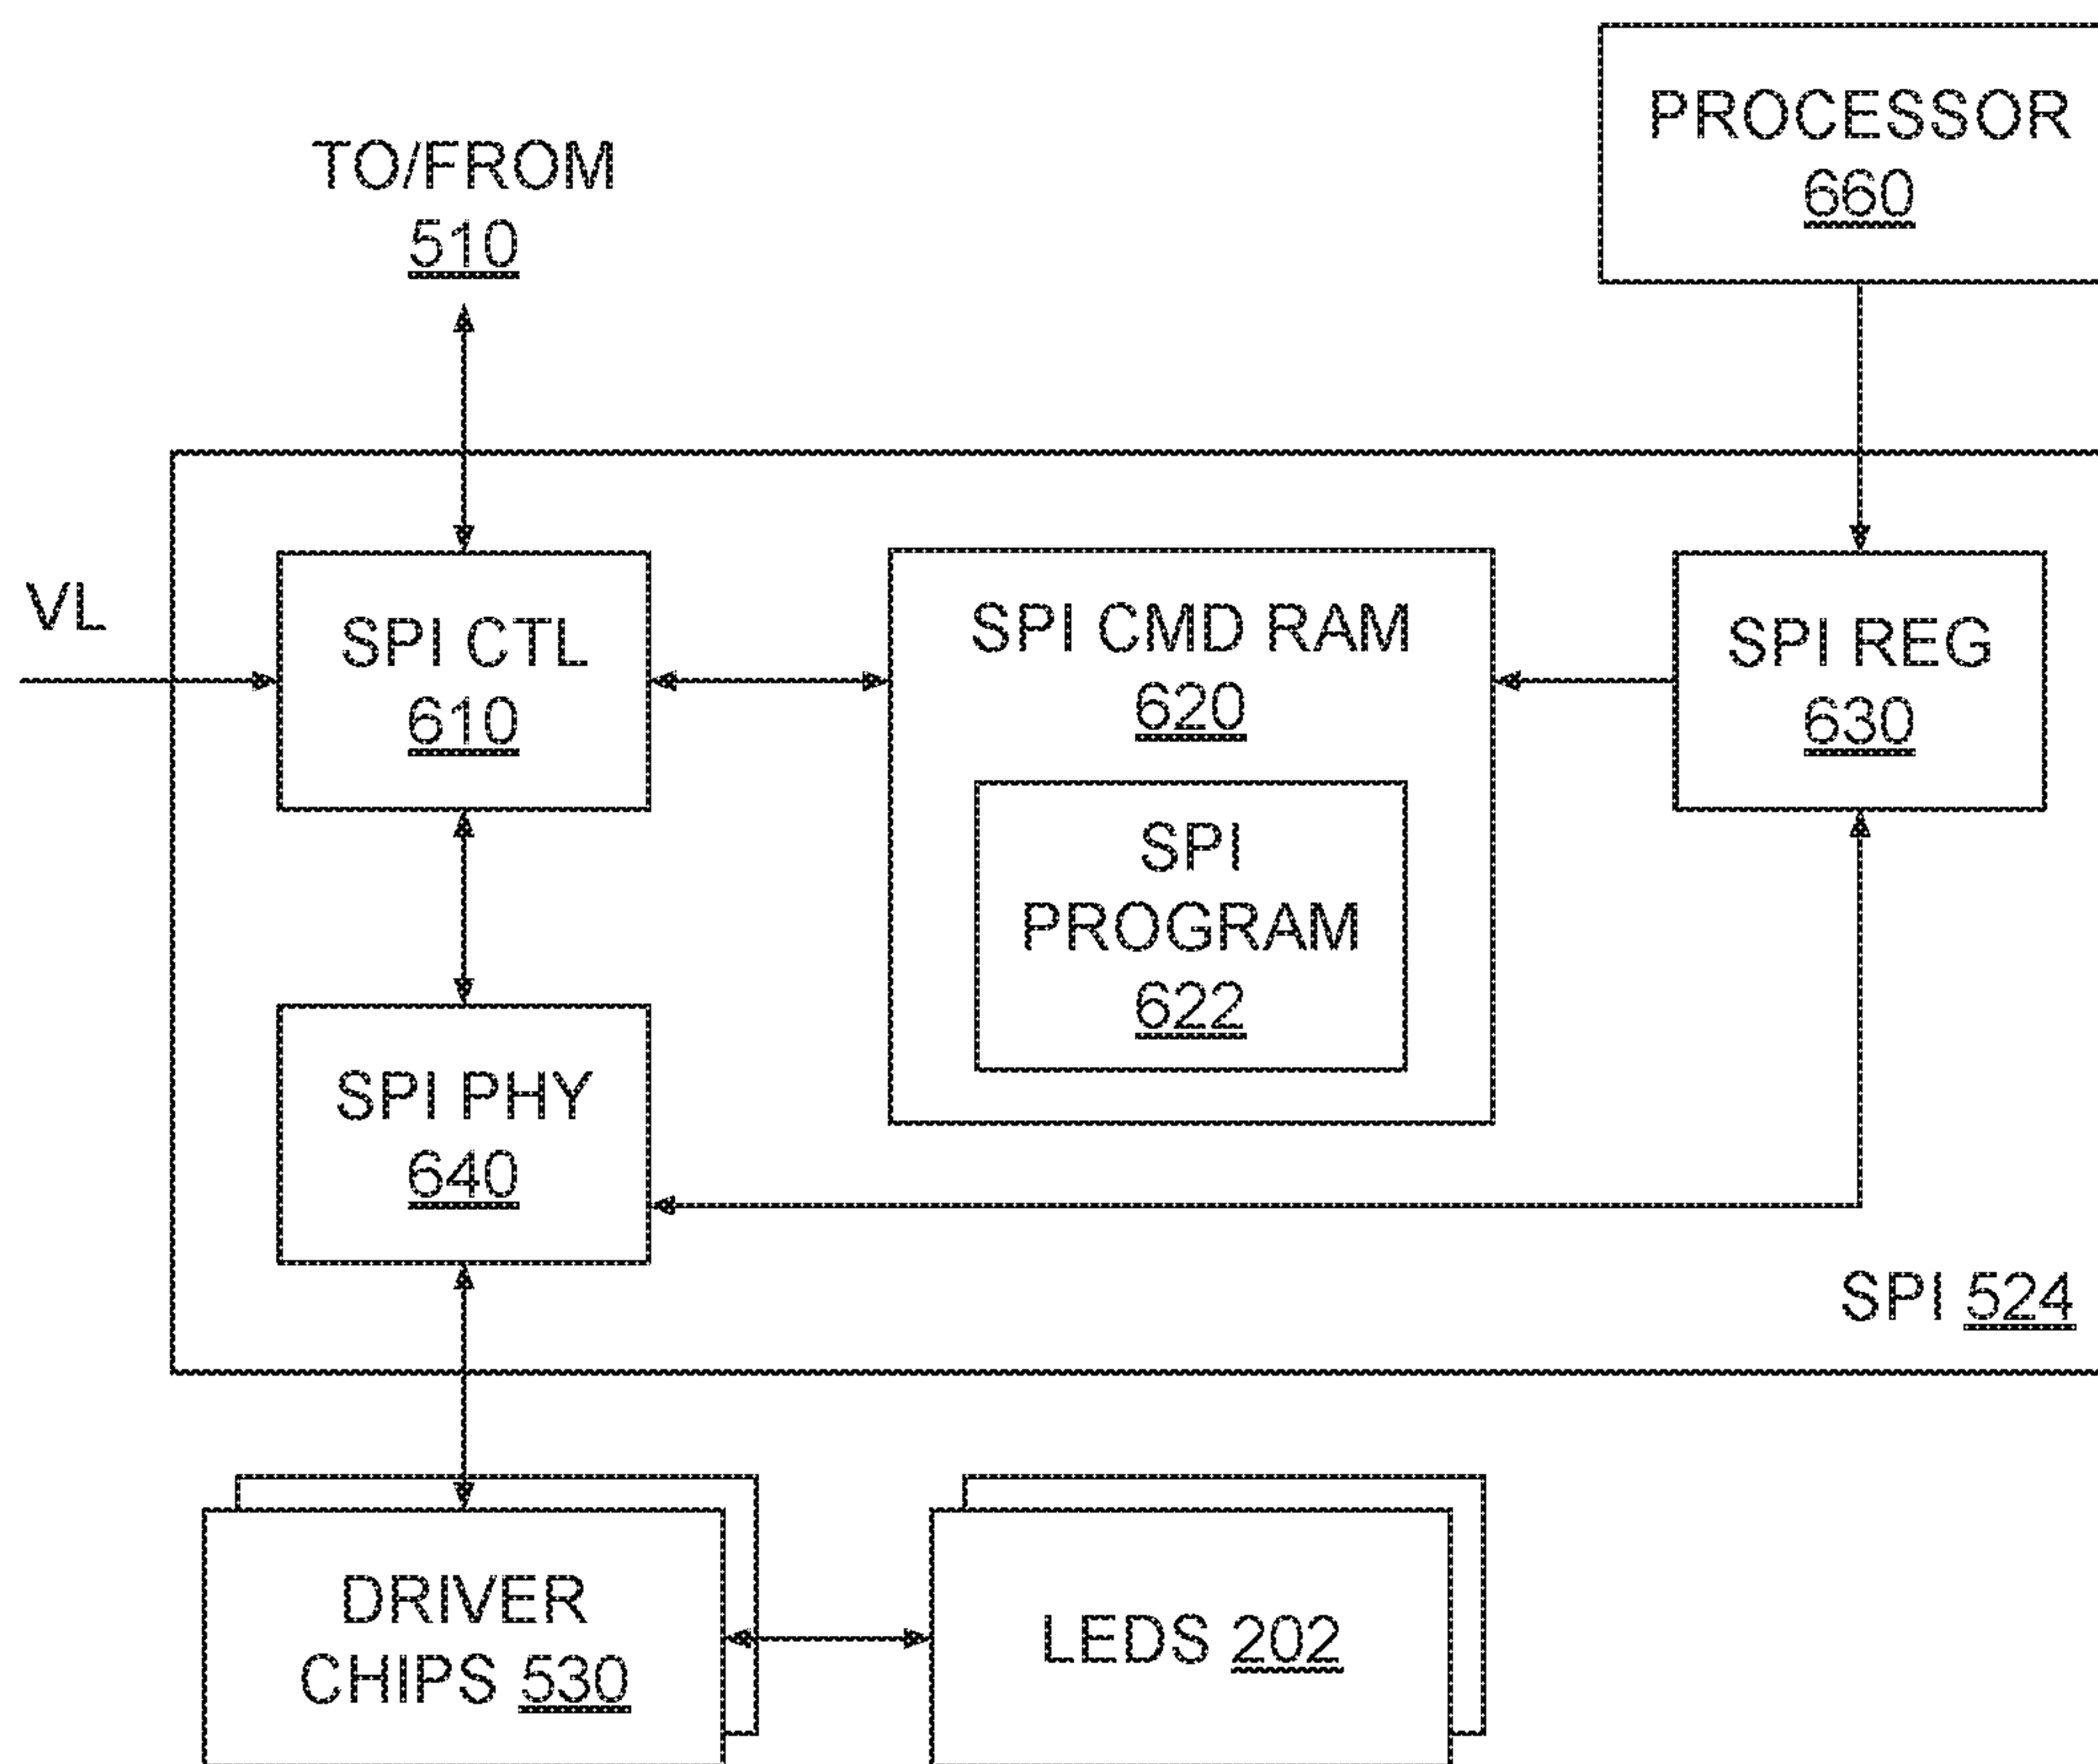 PROCESSOR
660
TO/FROM
510
VL
SPI CTL
610
SPI CMD RAM
620
SPI REG
630
SPI
PROGRAM
622
SPI PHY
640
SPI 524
DRIVER
CHIPS 530
LEDS 202